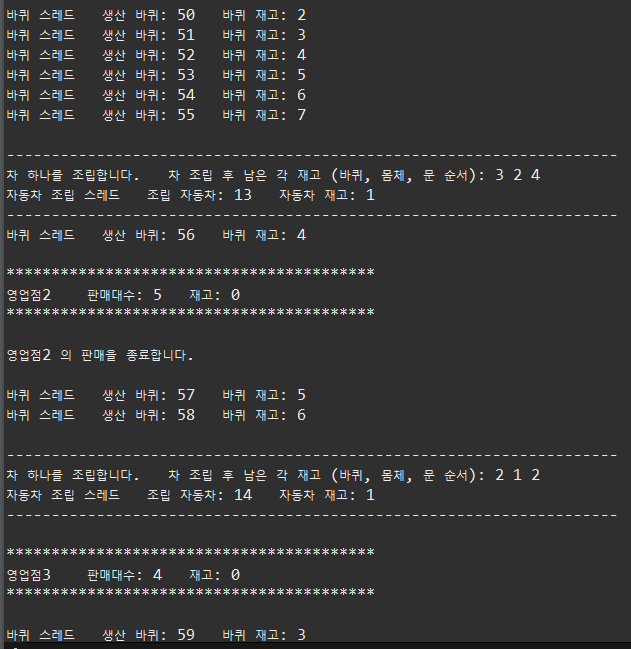 바퀴 스레드   생산 바퀴: 50   바퀴 재고: 2
바퀴 스레드   생산 바퀴: 51   바퀴 재고: 3
바퀴 스레드   생산 바퀴: 52   바퀴 재고: 4
바퀴 스레드   생산 바퀴: 53   바퀴 재고: 5
바퀴 스레드   생산 바퀴: 54   바퀴 재고: 6
바퀴 스레드   생산 바퀴: 55   바퀴 재고: 7
--------------------------------------------------------------------
차 하나를 조립합니다.   차 조립 후 남은 각 재고 (바퀴, 몸체, 문 순서): 3 2 4
자동차 조립 스레드   조립 자동차: 13   자동차 재고: 1
--------------------------------------------------------------------
바퀴 스레드   생산 바퀴: 56   바퀴 재고: 4
*****************************************
영업점2    판매대수: 5   재고: 0
*****************************************
영업점2 의 판매을 종료합니다.
바퀴 스레드   생산 바퀴: 57   바퀴 재고: 5
바퀴 스레드   생산 바퀴: 58   바퀴 재고: 6
--------------------------------------------------------------------
차 하나를 조립합니다.   차 조립 후 남은 각 재고 (바퀴, 몸체, 문 순서): 2 1 2
자동차 조립 스레드   조립 자동차: 14   자동차 재고: 1
--------------------------------------------------------------------
*****************************************
영업점3    판매대수: 4   재고: 0
*****************************************
바퀴 스레드   생산 바퀴: 59   바퀴 재고: 3